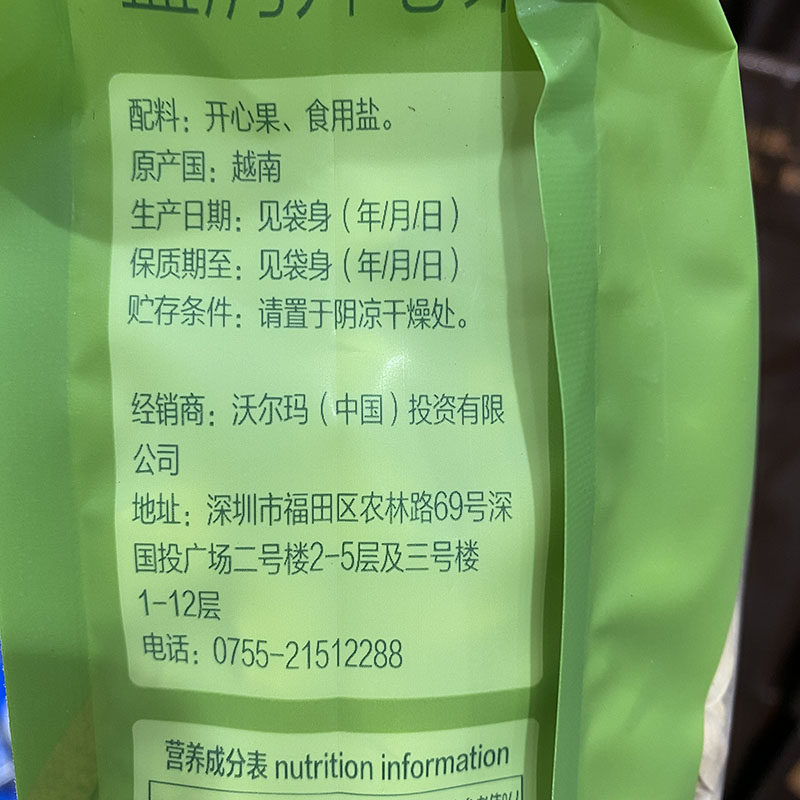 盐焗开心果
配料：开心果、食用盐。
原产国：越南
生产日期：见袋身（年/月/日）
保质期至：见袋身（年/月/日）
贮存条件：请置于阴凉干燥处。
经销商：沃尔玛（中国）投资有限
公司
地址：深圳市福田区农林路69号深
国投广场二号楼2-5层及三号楼
1-12层
电话：0755-21512288
营养成分表 nutrition information